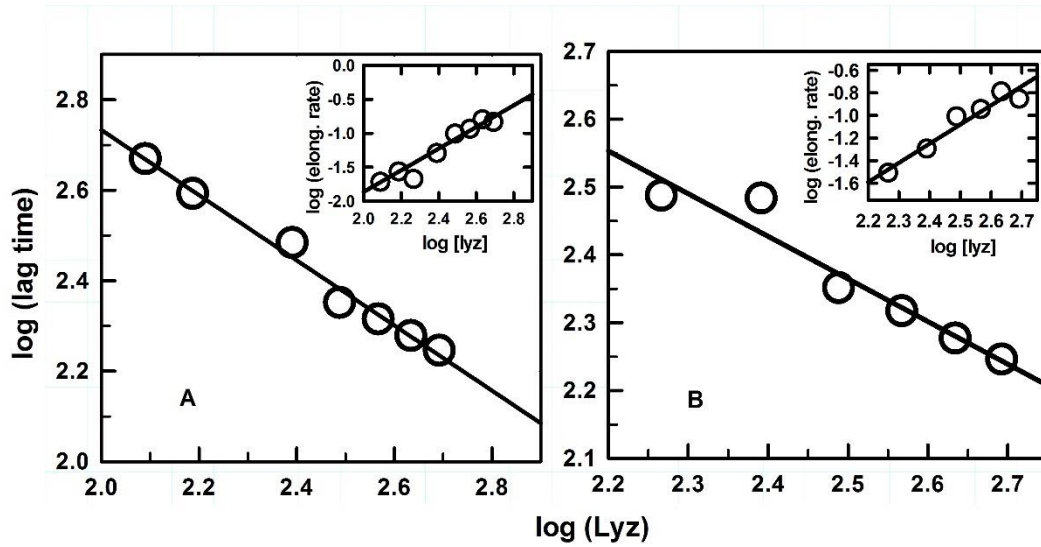 log (lag time)
2.8
2.6
2.4
2.2
2.0
2.0 2.2 2.4 2.6 2.8
A
log (elong. rate)
0.0
-0.5
-1.0
-1.5
-2.0
2.0 2.2 2.4 2.6 2.8
log [lyz]
2.7
2.6
2.5
2.4
2.3
2.2
2.1
2.2 2.3 2.4 2.5 2.6 2.7
B
log (elong. rate)
-0.6
-0.8
-1.0
-1.2
-1.4
-1.6
2.2 2.3 2.4 2.5 2.6 2.7
log [lyz]
log (Lyz)